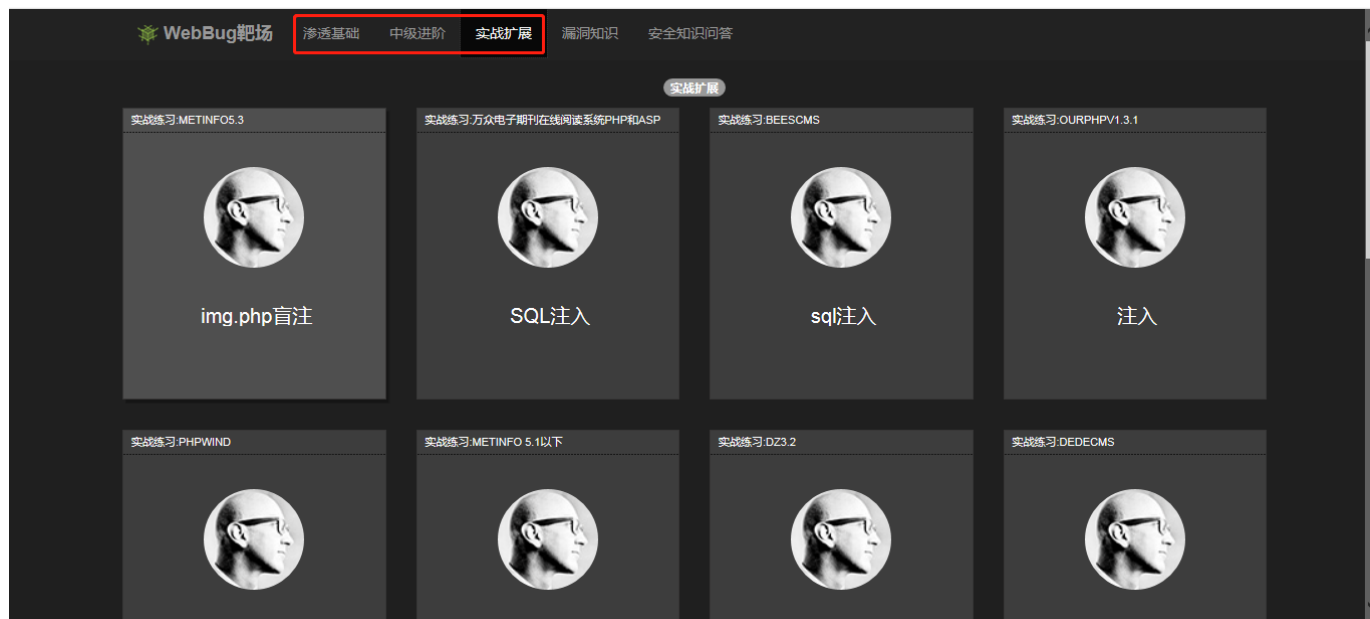 WebBug靶场 渗透基础 中级进阶 实战扩展 漏洞知识 安全知识问答
实战扩展
实战练习:METINFO5.3
实战练习:万众电子期刊在线阅读系统PHP和ASP
实战练习:BEESCMS
实战练习:OURPHPV1.3.1
img.php盲注
SQL注入
sql注入
注入
实战练习:PHPWIND
实战练习:METINFO 5.1以下
实战练习:DZ3.2
实战练习:DEDECMS